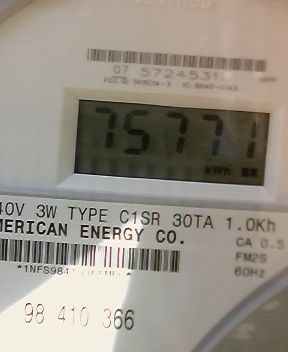 07 5724531
75771
kWh
40V 3W TYPE C1SR 30TA 1.0Kh
MERICAN ENERGY CO.
CA 0.5
FM2S
60Hz
98 410 366